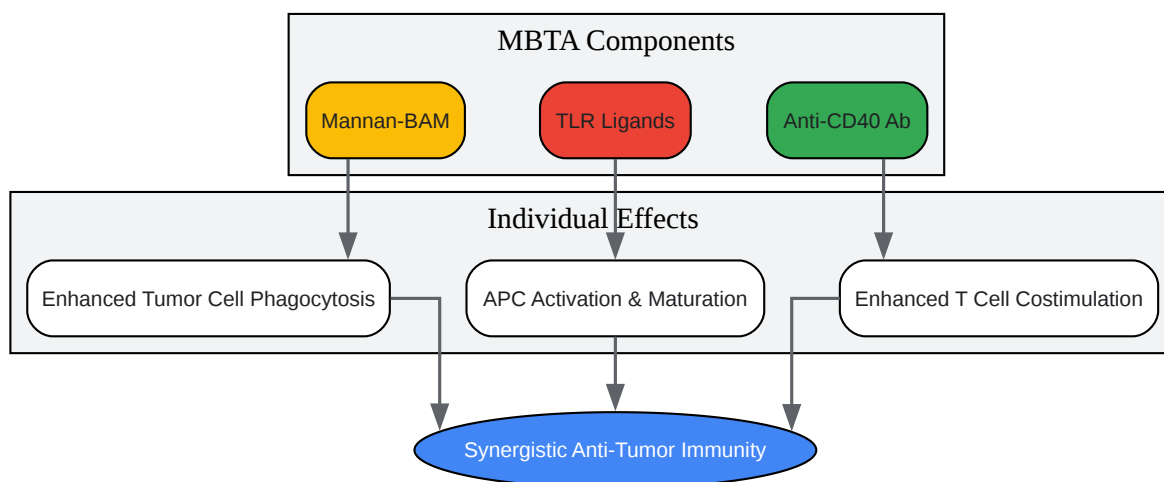 MBTA Components
Mannan-BAM
TLR Ligands
Anti-CD40 Ab
Individual Effects
Enhanced Tumor Cell Phagocytosis
APC Activation & Maturation
Enhanced T Cell Costimulation
Synergistic Anti-Tumor Immunity